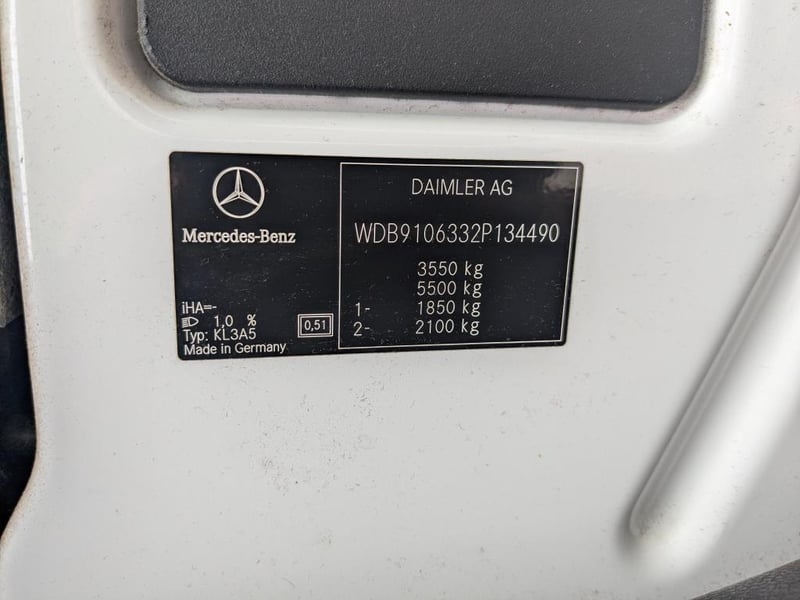 Mercedes-Benz
iHA=-
1,0 %
Typ: KL3A5
Made in Germany
0,51
DAIMLER AG
WDB9106332P134490
3550 kg
5500 kg
1- 1850 kg
2- 2100 kg